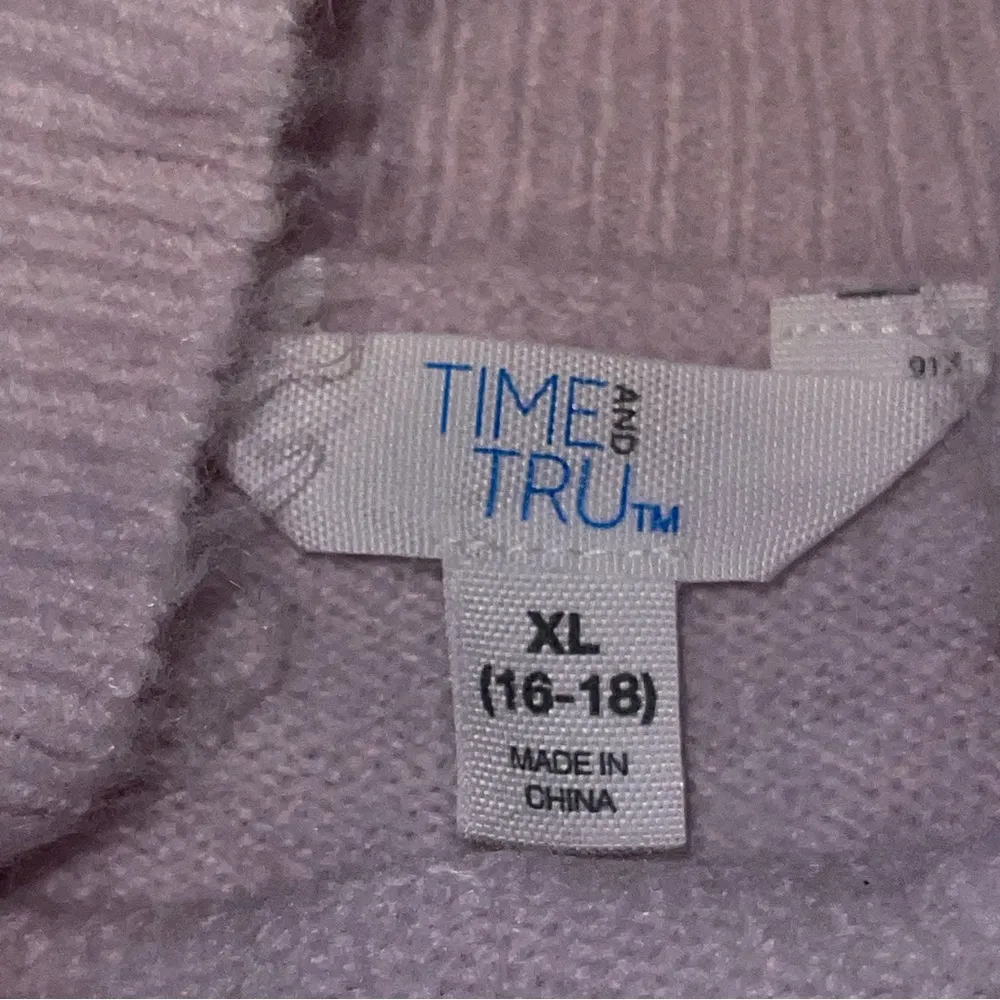 TIME AND
TRU™
XL
(16-18)
MADE IN
CHINA